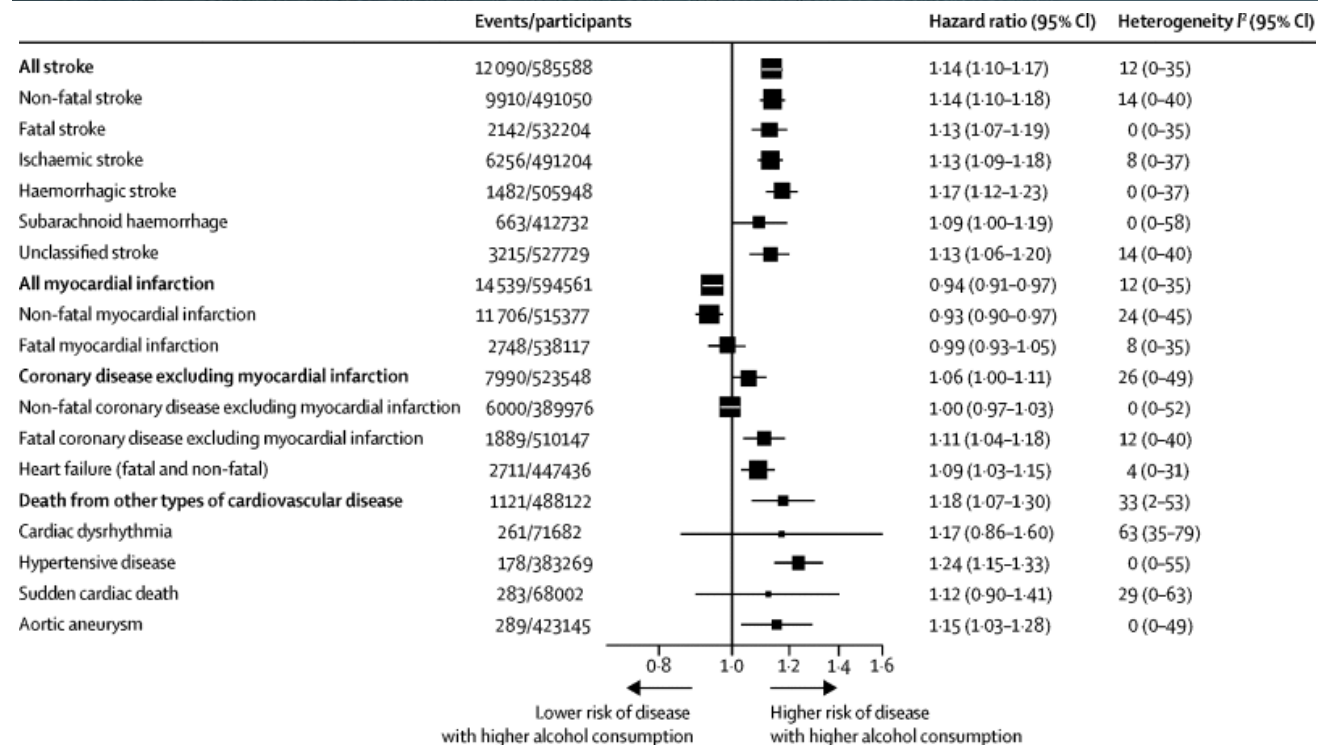 Events/participants Hazard ratio (95% CI) Heterogeneity I² (95% CI)
All stroke 12 090/585588 1·14 (1·10–1·17) 12 (0–35)
Non-fatal stroke 9910/491050 1·14 (1·10–1·18) 14 (0–40)
Fatal stroke 2142/532204 1·13 (1·07–1·19) 0 (0–35)
Ischaemic stroke 6256/491204 1·13 (1·09–1·18) 8 (0–37)
Haemorrhagic stroke 1482/505948 1·17 (1·12–1·23) 0 (0–37)
Subarachnoid haemorrhage 663/412732 1·09 (1·00–1·19) 0 (0–58)
Unclassified stroke 3215/527729 1·13 (1·06–1·20) 14 (0–40)
All myocardial infarction 14 539/594561 0·94 (0·91–0·97) 12 (0–35)
Non-fatal myocardial infarction 11 706/515377 0·93 (0·90–0·97) 24 (0–45)
Fatal myocardial infarction 2748/538117 0·99 (0·93–1·05) 8 (0–35)
Coronary disease excluding myocardial infarction 7990/523548 1·06 (1·00–1·11) 26 (0–49)
Non-fatal coronary disease excluding myocardial infarction 6000/389976 1·00 (0·97–1·03) 0 (0–52)
Fatal coronary disease excluding myocardial infarction 1889/510147 1·11 (1·04–1·18) 12 (0–40)
Heart failure (fatal and non-fatal) 2711/447436 1·09 (1·03–1·15) 4 (0–31)
Death from other types of cardiovascular disease 1121/488122 1·18 (1·07–1·30) 33 (2–53)
Cardiac dysrhythmia 261/71682 1·17 (0·86–1·60) 63 (35–79)
Hypertensive disease 178/383269 1·24 (1·15–1·33) 0 (0–55)
Sudden cardiac death 283/68002 1·12 (0·90–1·41) 29 (0–63)
Aortic aneurysm 289/423145 1·15 (1·03–1·28) 0 (0–49)
0·8 1·0 1·2 1·4 1·6
Lower risk of disease Higher risk of disease
with higher alcohol consumption with higher alcohol consumption